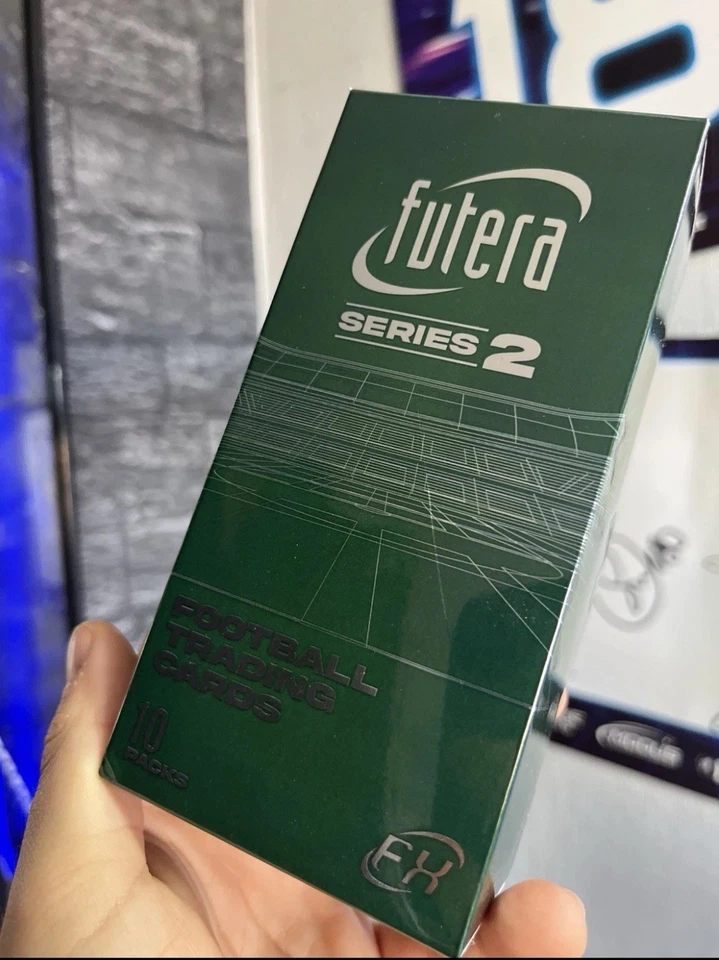 futera
SERIES 2
FOOTBALL
TRADING
CARDS
10
PACKS
FX